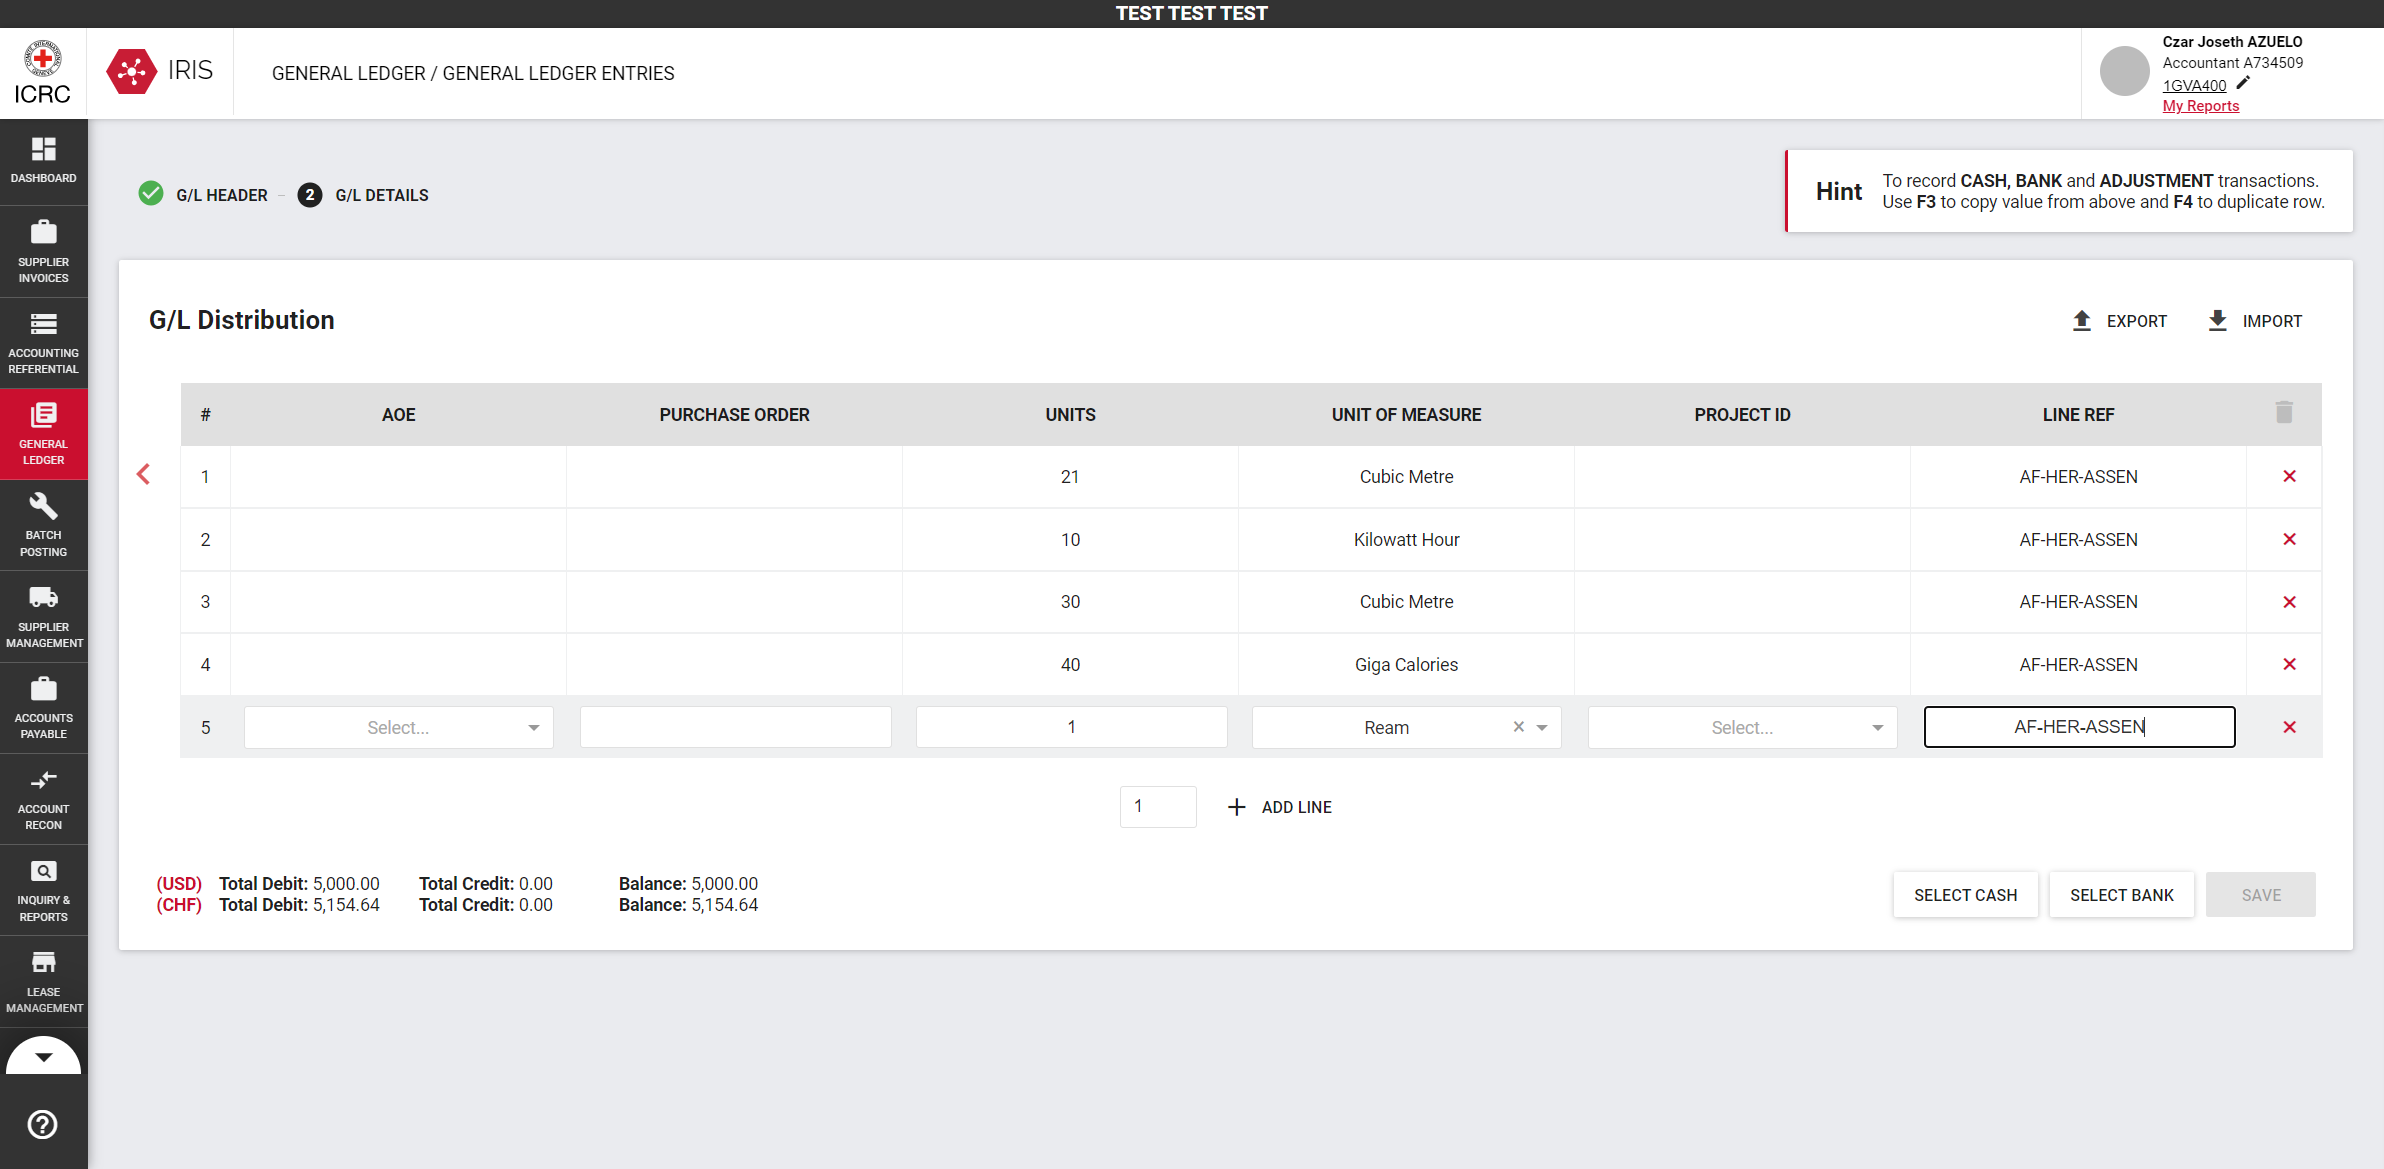 TEST TEST TEST
ICRC
IRIS
GENERAL LEDGER / GENERAL LEDGER ENTRIES
Czar Joseth AZUELO
Accountant A734509
1GVA400
My Reports
DASHBOARD
SUPPLIER
INVOICES
ACCOUNTING
REFERENTIAL
GENERAL
LEDGER
BATCH
POSTING
SUPPLIER
MANAGEMENT
ACCOUNTS
PAYABLE
ACCOUNT
RECON
INQUIRY &
REPORTS
LEASE
MANAGEMENT
G/L HEADER – 2 G/L DETAILS
Hint
To record CASH, BANK and ADJUSTMENT transactions.
Use F3 to copy value from above and F4 to duplicate row.
G/L Distribution
EXPORT IMPORT
# AOE PURCHASE ORDER UNITS UNIT OF MEASURE PROJECT ID LINE REF
1 21 Cubic Metre AF-HER-ASSEN
2 10 Kilowatt Hour AF-HER-ASSEN
3 30 Cubic Metre AF-HER-ASSEN
4 40 Giga Calories AF-HER-ASSEN
5 Select... 1 Ream Select... AF-HER-ASSEN
1 ADD LINE
(USD) Total Debit: 5,000.00 Total Credit: 0.00 Balance: 5,000.00
(CHF) Total Debit: 5,154.64 Total Credit: 0.00 Balance: 5,154.64
SELECT CASH SELECT BANK SAVE